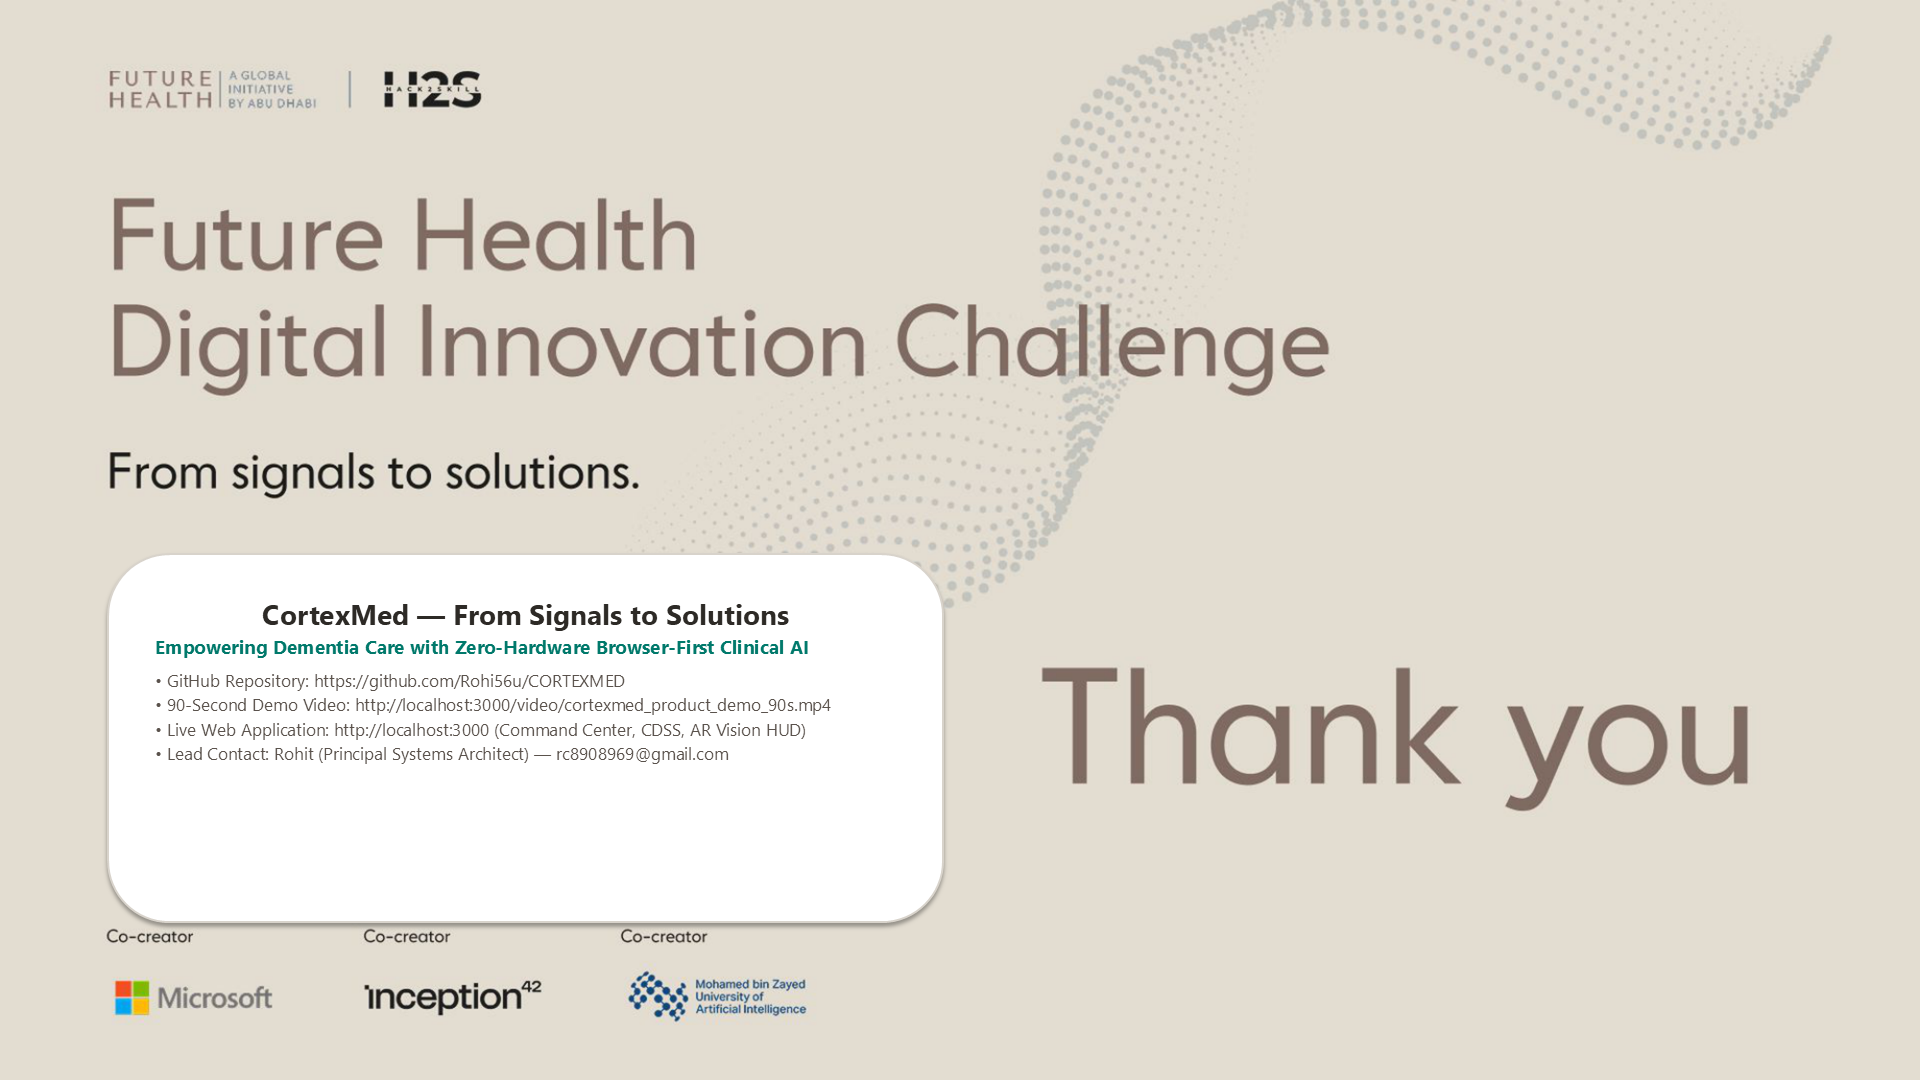 FUTURE HEALTH
A GLOBAL INITIATIVE BY ABU DHABI
H2S
HACK2SKILL
Future Health
Digital Innovation Challenge
From signals to solutions.
CortexMed — From Signals to Solutions
Empowering Dementia Care with Zero-Hardware Browser-First Clinical AI
• GitHub Repository: https://github.com/Rohi56u/CORTEXMED
• 90-Second Demo Video: http://localhost:3000/video/cortexmed_product_demo_90s.mp4
• Live Web Application: http://localhost:3000 (Command Center, CDSS, AR Vision HUD)
• Lead Contact: Rohit (Principal Systems Architect) — rc8908969@gmail.com
Thank you
Co-creator
Microsoft
Co-creator
inception42
Co-creator
Mohamed bin Zayed
University of
Artificial Intelligence